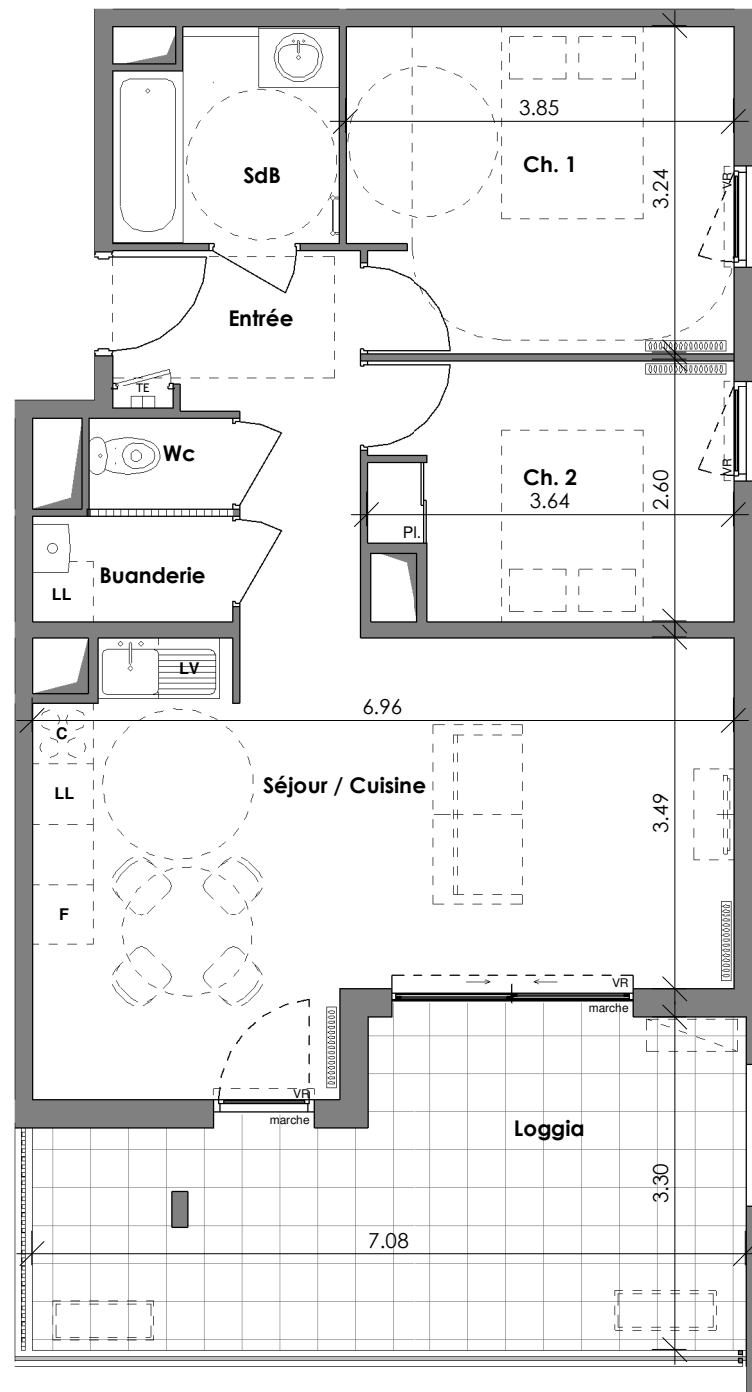 3.85
Ch. 1
SdB
VR
3.24
Entrée
TE
Wc
Ch. 2
3.64
VR
2.60
Pl.
Buanderie
LL
LV
6.96
C
LL
Séjour / Cuisine
3.49
F
VR
marche
VR
marche
Loggia
3.30
7.08